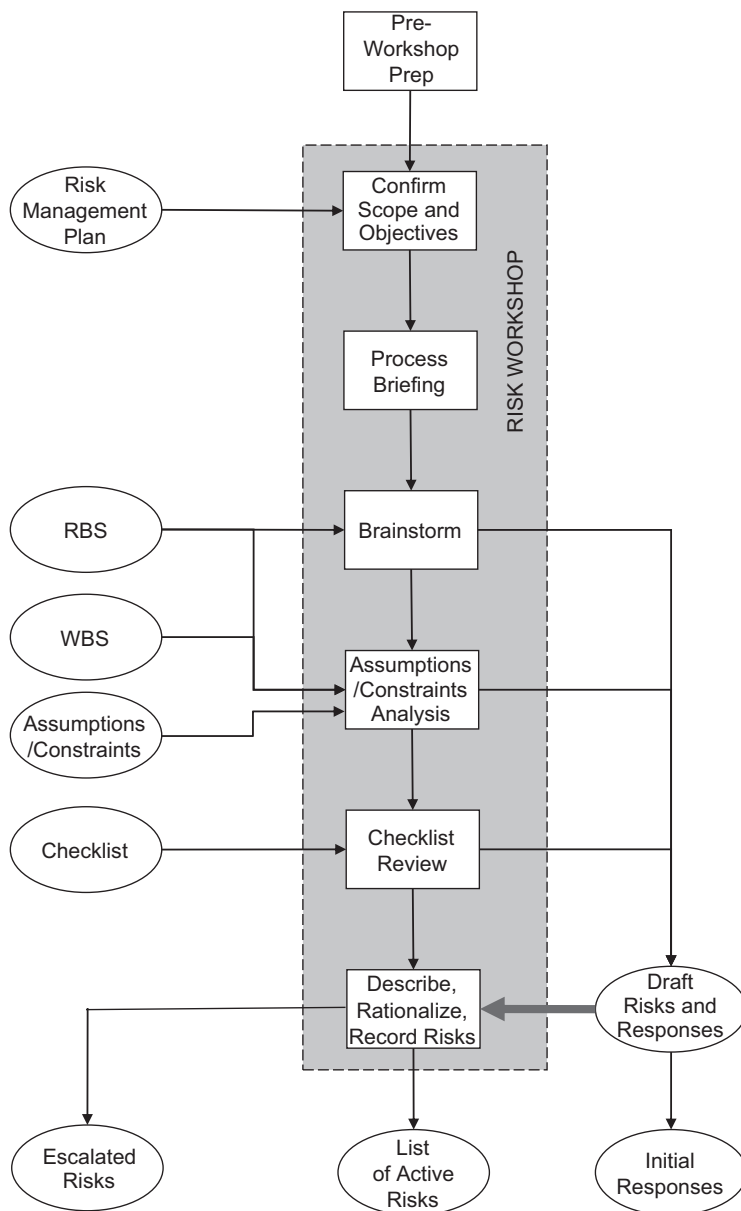 Pre-
Workshop
Prep
Risk
Management
Plan
Confirm
Scope and
Objectives
RISK WORKSHOP
Process
Briefing
RBS
Brainstorm
WBS
Assumptions
/Constraints
Assumptions
/Constraints
Analysis
Checklist
Checklist
Review
Describe,
Rationalize,
Record Risks
Draft
Risks and
Responses
Escalated
Risks
List
of Active
Risks
Initial
Responses